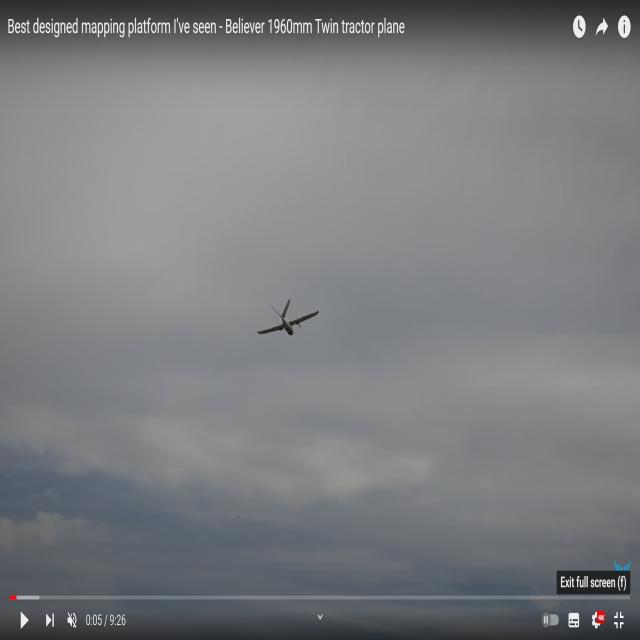 Best designed mapping platform I've seen - Believer 1960mm Twin tractor plane
Exit full screen (f)
0:05 / 9:26